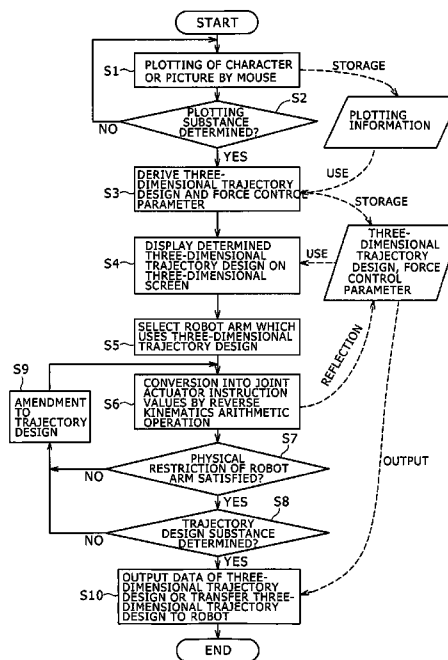 START
S1
PLOTTING OF CHARACTER
OR PICTURE BY MOUSE
STORAGE
S2
PLOTTING
SUBSTANCE
DETERMINED?
NO
YES
PLOTTING
INFORMATION
USE
S3
DERIVE THREE-
DIMENSIONAL TRAJECTORY
DESIGN AND FORCE CONTROL
PARAMETER
STORAGE
S4
DISPLAY DETERMINED
THREE-DIMENSIONAL
TRAJECTORY DESIGN ON
THREE-DIMENSIONAL
SCREEN
USE
THREE-
DIMENSIONAL
TRAJECTORY
DESIGN, FORCE
CONTROL
PARAMETER
S5
SELECT ROBOT ARM WHICH
USES THREE-DIMENSIONAL
TRAJECTORY DESIGN
REFLECTION
S9
AMENDMENT
TO
TRAJECTORY
DESIGN
S6
CONVERSION INTO JOINT
ACTUATOR INSTRUCTION
VALUES BY REVERSE
KINEMATICS ARITHMETIC
OPERATION
S7
PHYSICAL
RESTRICTION OF ROBOT
ARM SATISFIED?
NO
YES
OUTPUT
S8
TRAJECTORY
DESIGN SUBSTANCE
DETERMINED?
NO
YES
S10
OUTPUT DATA OF THREE-
DIMENSIONAL TRAJECTORY
DESIGN OR TRANSFER THREE-
DIMENSIONAL TRAJECTORY
DESIGN TO ROBOT
END